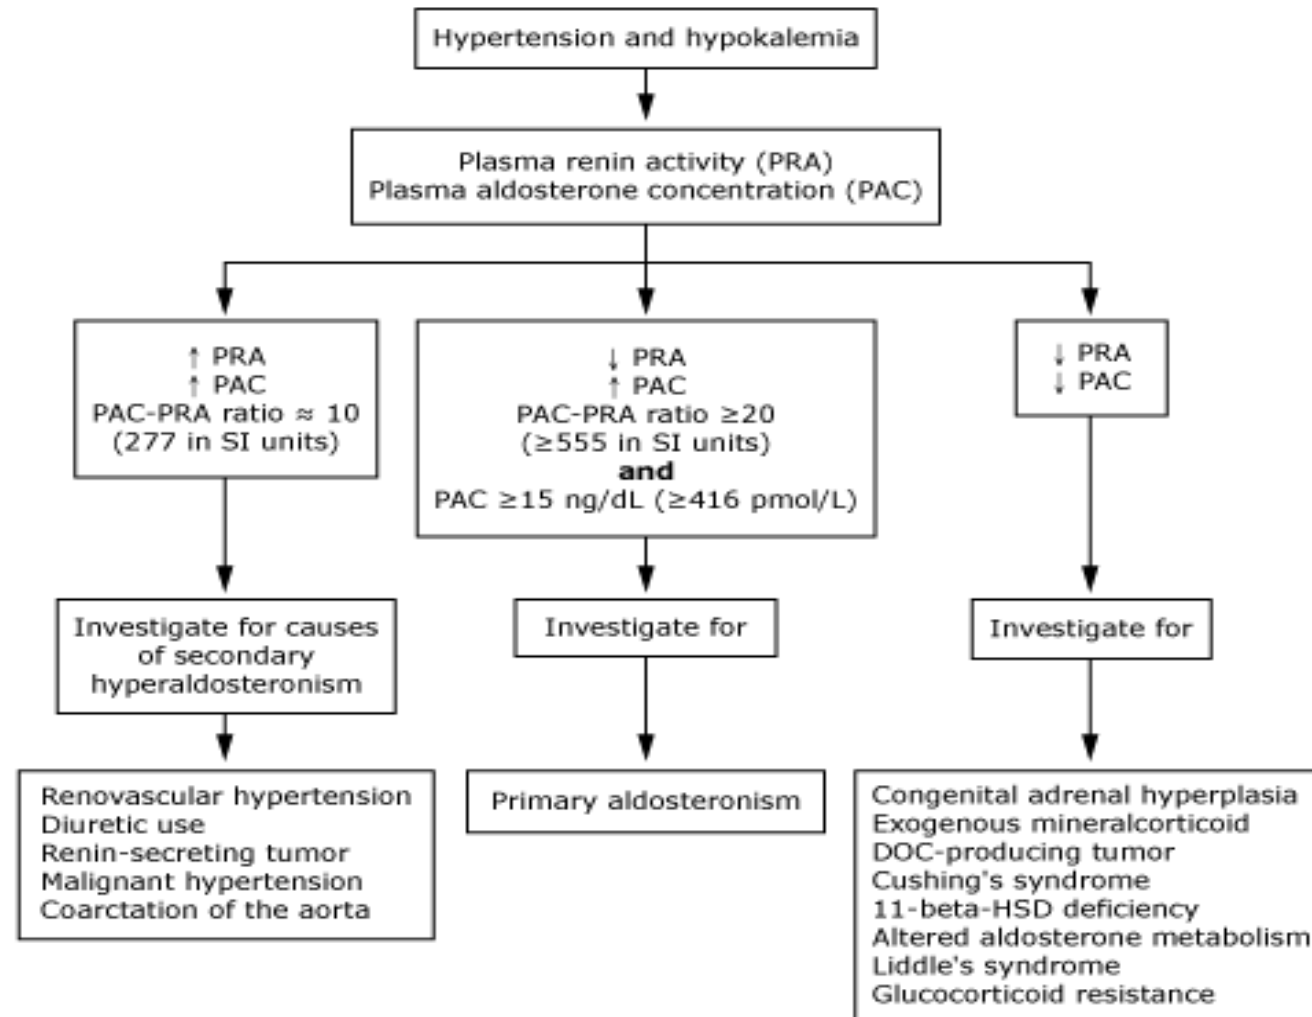 Hypertension and hypokalemia
Plasma renin activity (PRA)
Plasma aldosterone concentration (PAC)
↑ PRA
↑ PAC
PAC-PRA ratio ≈ 10
(277 in SI units)
↓ PRA
↑ PAC
PAC-PRA ratio ≥20
(≥555 in SI units)
and
PAC ≥15 ng/dL (≥416 pmol/L)
↓ PRA
↓ PAC
Investigate for causes
of secondary
hyperaldosteronism
Investigate for
Investigate for
Renovascular hypertension
Diuretic use
Renin-secreting tumor
Malignant hypertension
Coarctation of the aorta
Primary aldosteronism
Congenital adrenal hyperplasia
Exogenous mineralcorticoid
DOC-producing tumor
Cushing's syndrome
11-beta-HSD deficiency
Altered aldosterone metabolism
Liddle's syndrome
Glucocorticoid resistance